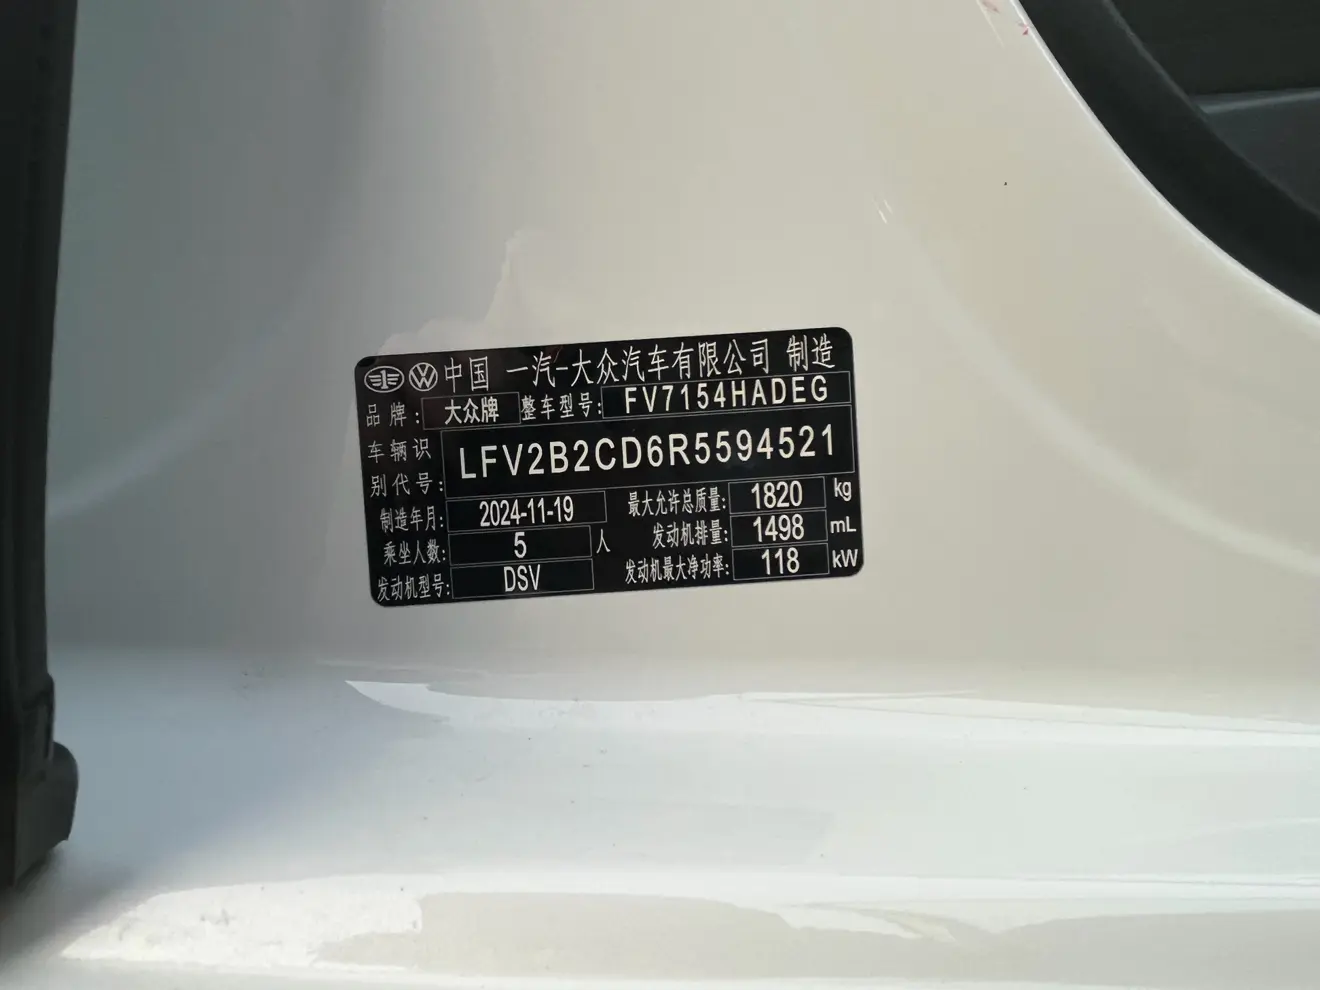 中国 一汽-大众汽车有限公司 制造
品牌: 大众牌 整车型号: FV7154HADEG
车辆识别代号: LFV2B2CD6R5594521
制造年月: 2024-11-19 最大允许总质量: 1820 kg
乘坐人数: 5 人 发动机排量: 1498 mL
发动机型号: DSV 发动机最大净功率: 118 kW